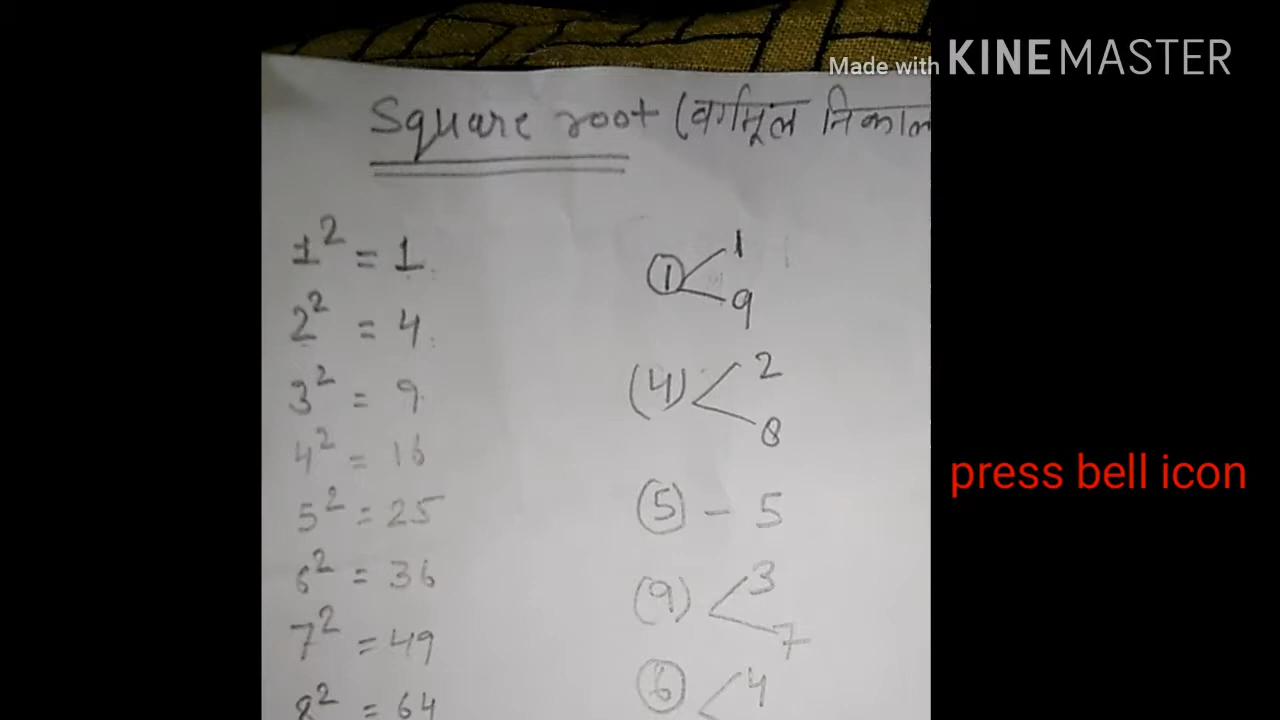 Made with KINEMASTER
Square root (वर्गमूल निकाल
1² = 1
2² = 4
3² = 9
4² = 16
5² = 25
6² = 36
7² = 49
8² = 64
1 < 1
9
(4) < 2
8
5 - 5
(9) < 3
7
6 < 4
press bell icon